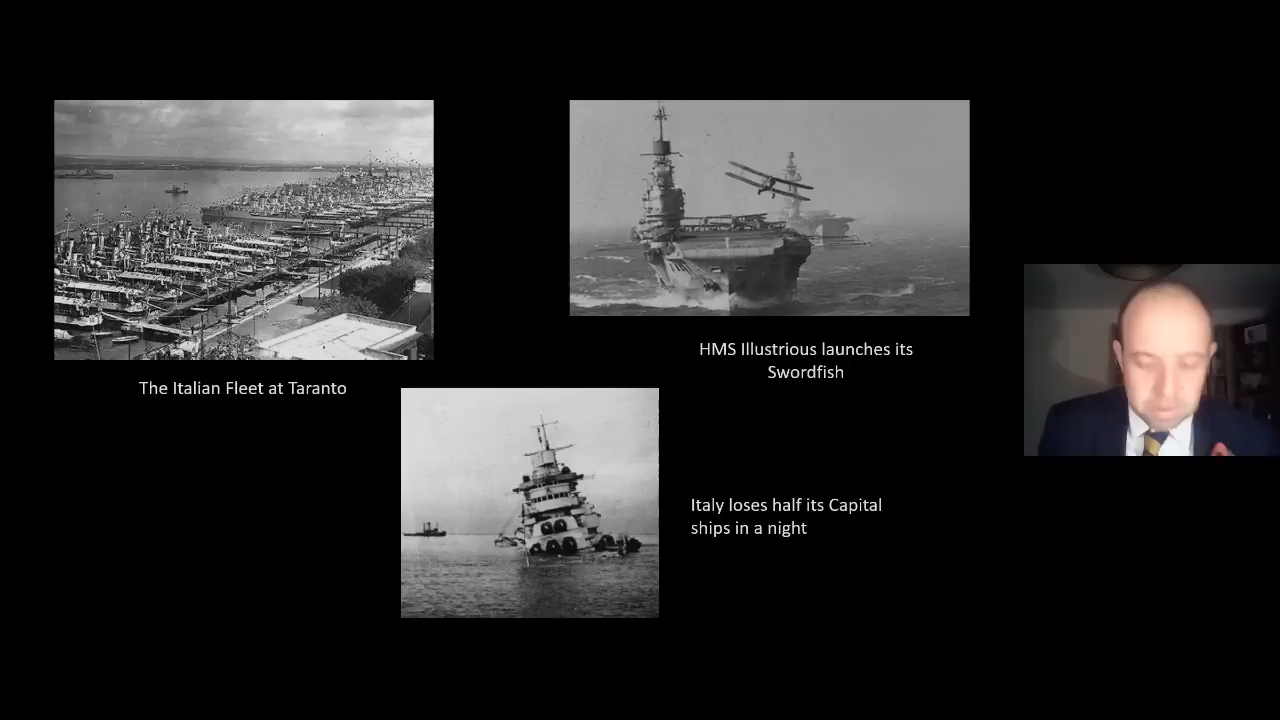 The Italian Fleet at Taranto
HMS Illustrious launches its
Swordfish
Italy loses half its Capital
ships in a night